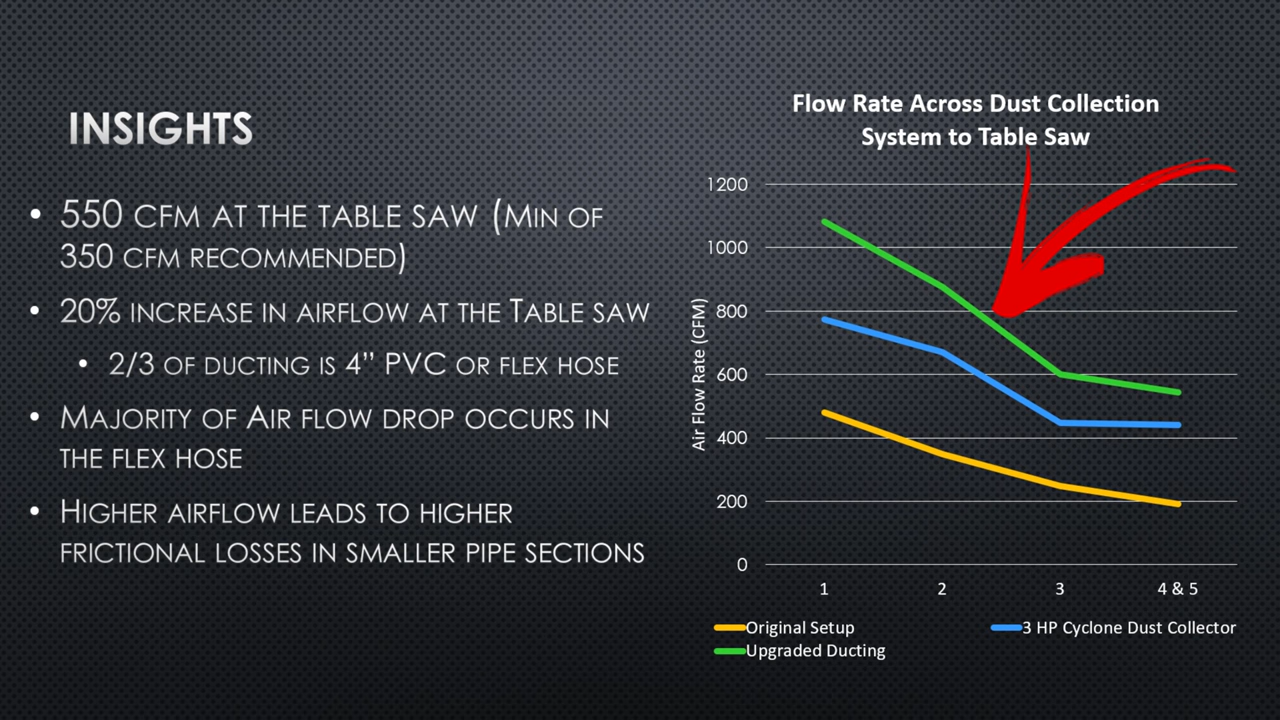 INSIGHTS
• 550 CFM AT THE TABLE SAW (MIN OF
350 CFM RECOMMENDED)
• 20% INCREASE IN AIRFLOW AT THE TABLE SAW
• 2/3 OF DUCTING IS 4” PVC OR FLEX HOSE
• MAJORITY OF AIR FLOW DROP OCCURS IN
THE FLEX HOSE
• HIGHER AIRFLOW LEADS TO HIGHER
FRICTIONAL LOSSES IN SMALLER PIPE SECTIONS
Flow Rate Across Dust Collection
System to Table Saw
Air Flow Rate (CFM)
1200
1000
800
600
400
200
0
1 2 3 4 & 5
Original Setup 3 HP Cyclone Dust Collector
Upgraded Ducting